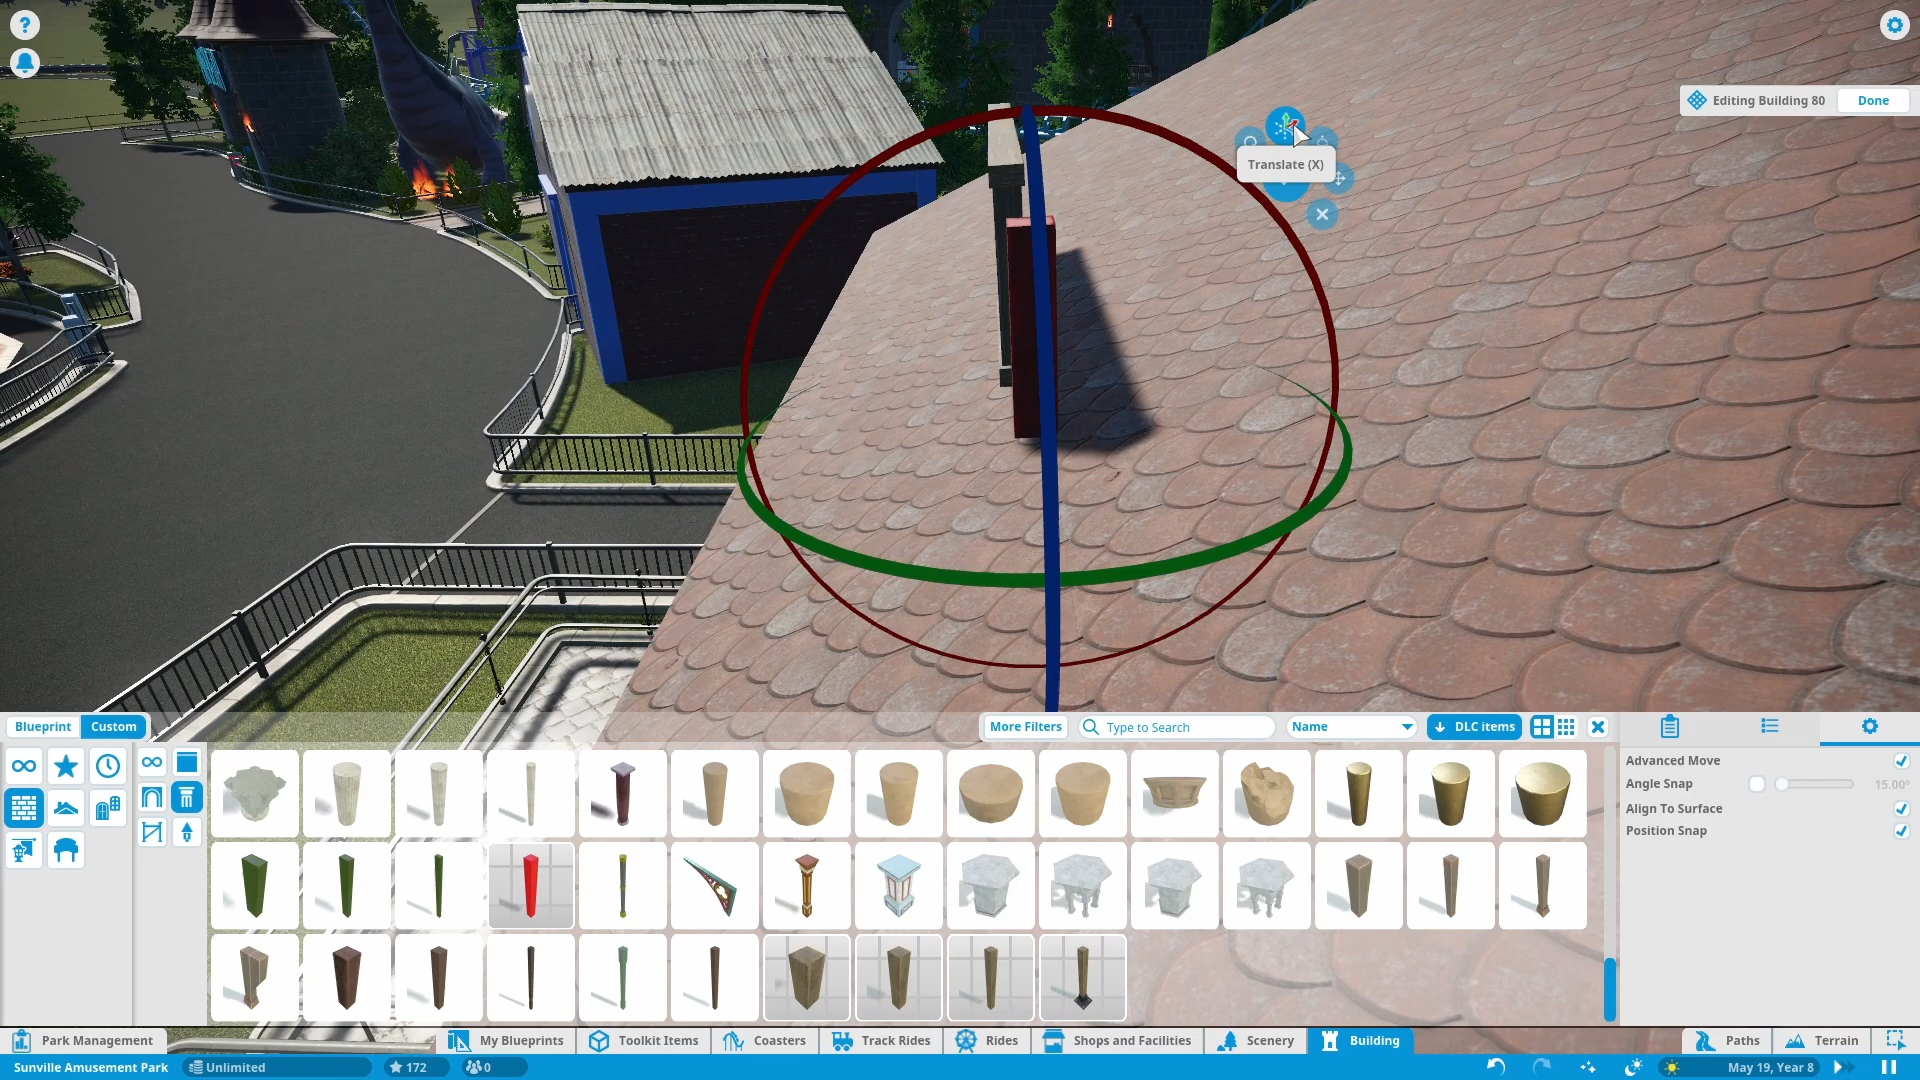 ?
Editing Building 80
Done
Translate (X)
Blueprint
Custom
More Filters
Type to Search
Name
DLC items
Advanced Move
Angle Snap
15.00°
Align To Surface
Position Snap
Park Management
My Blueprints
Toolkit Items
Coasters
Track Rides
Rides
Shops and Facilities
Scenery
Building
Paths
Terrain
Sunville Amusement Park
Unlimited
172
0
May 19, Year 8